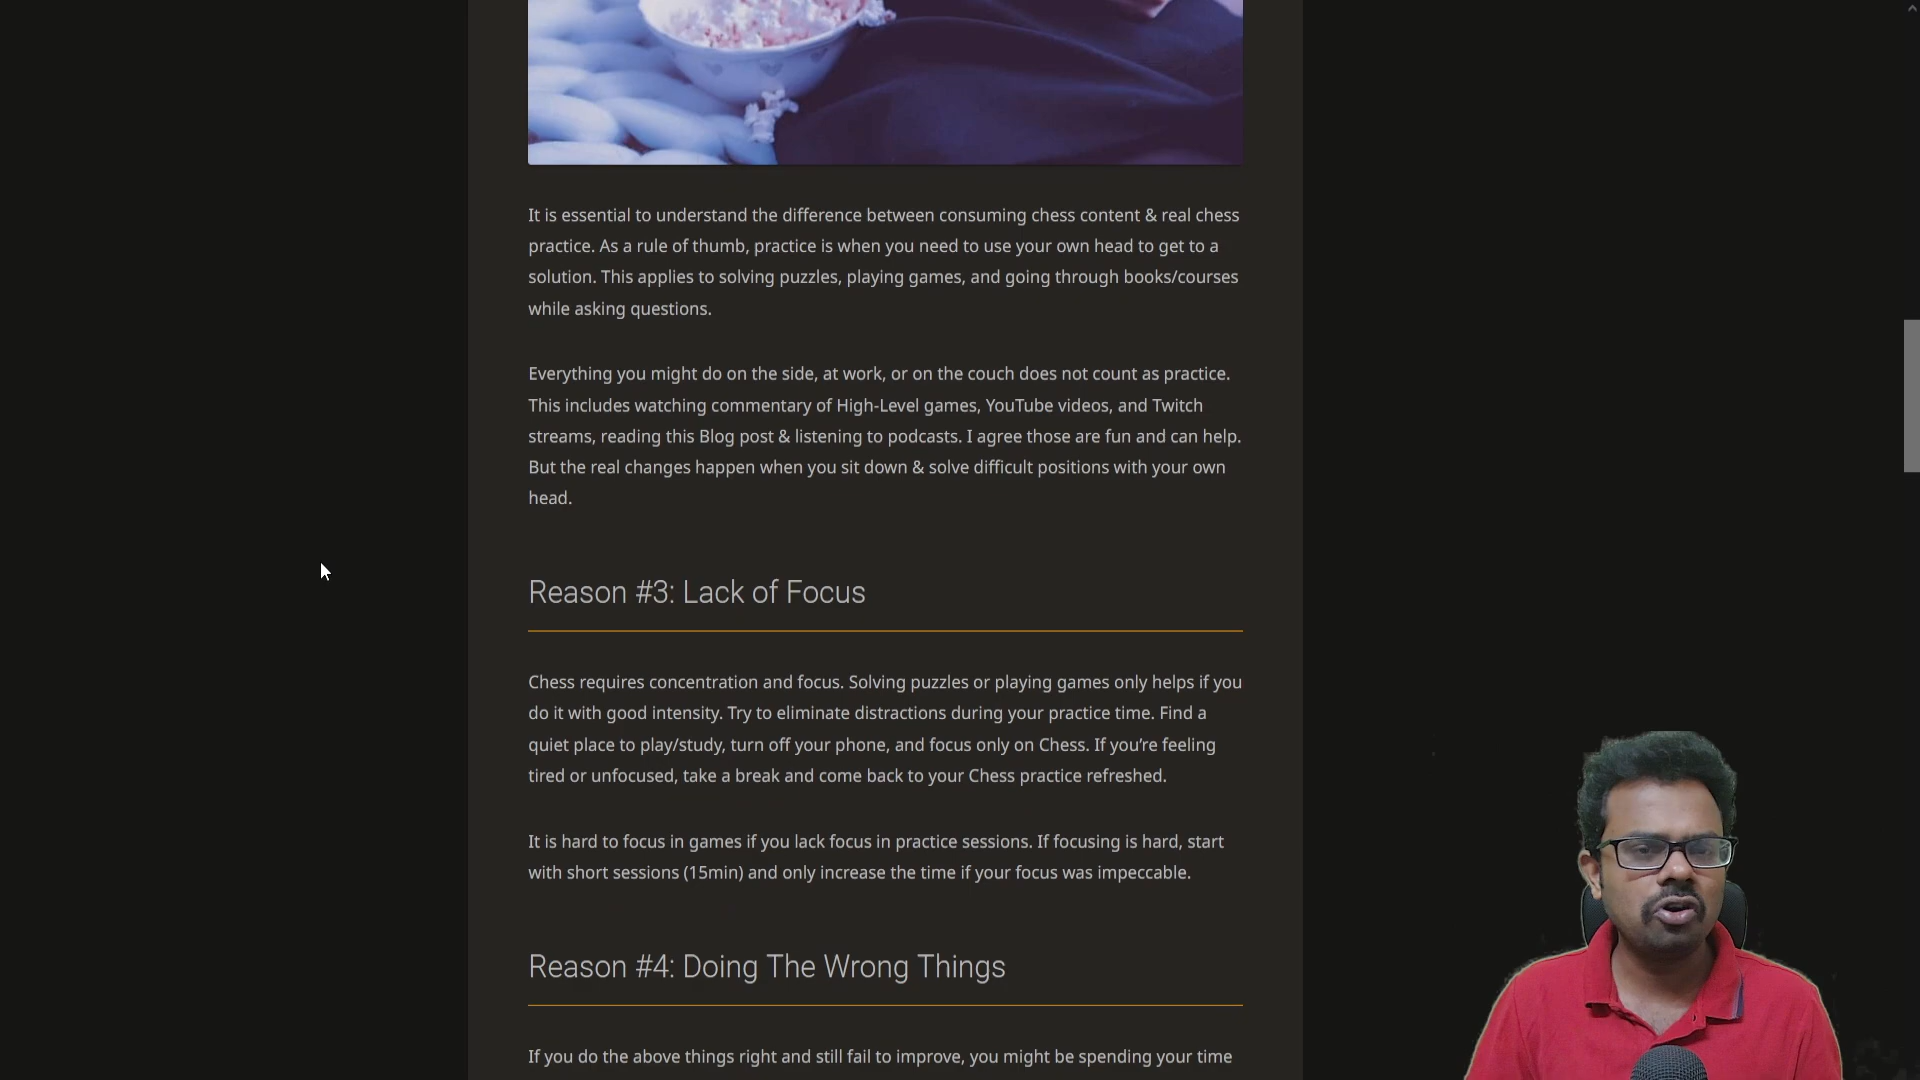 It is essential to understand the difference between consuming chess content & real chess
practice. As a rule of thumb, practice is when you need to use your own head to get to a
solution. This applies to solving puzzles, playing games, and going through books/courses
while asking questions.
Everything you might do on the side, at work, or on the couch does not count as practice.
This includes watching commentary of High-Level games, YouTube videos, and Twitch
streams, reading this Blog post & listening to podcasts. I agree those are fun and can help.
But the real changes happen when you sit down & solve difficult positions with your own
head.
Reason #3: Lack of Focus
Chess requires concentration and focus. Solving puzzles or playing games only helps if you
do it with good intensity. Try to eliminate distractions during your practice time. Find a
quiet place to play/study, turn off your phone, and focus only on Chess. If you’re feeling
tired or unfocused, take a break and come back to your Chess practice refreshed.
It is hard to focus in games if you lack focus in practice sessions. If focusing is hard, start
with short sessions (15min) and only increase the time if your focus was impeccable.
Reason #4: Doing The Wrong Things
If you do the above things right and still fail to improve, you might be spending your time